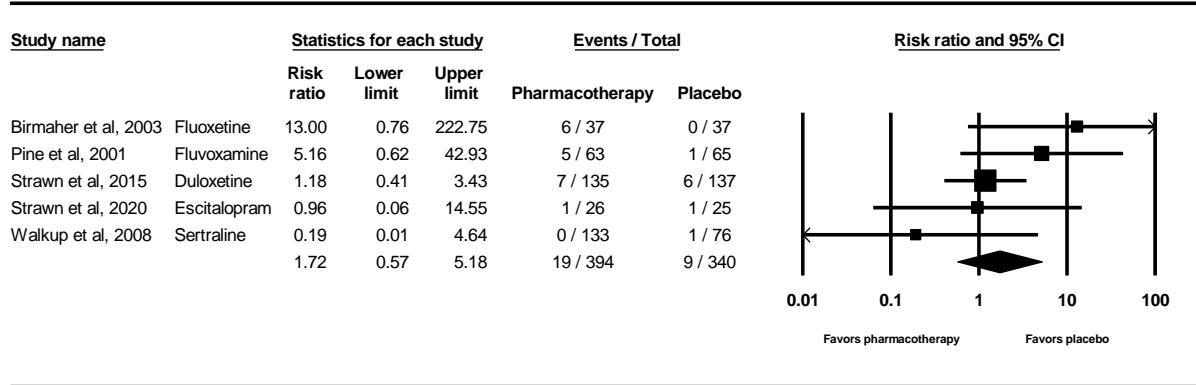 Study name Statistics for each study Events / Total Risk ratio and 95% CI
Risk ratio Lower limit Upper limit Pharmacotherapy Placebo
Birmaher et al, 2003 Fluoxetine 13.00 0.76 222.75 6 / 37 0 / 37
Pine et al, 2001 Fluvoxamine 5.16 0.62 42.93 5 / 63 1 / 65
Strawn et al, 2015 Duloxetine 1.18 0.41 3.43 7 / 135 6 / 137
Strawn et al, 2020 Escitalopram 0.96 0.06 14.55 1 / 26 1 / 25
Walkup et al, 2008 Sertraline 0.19 0.01 4.64 0 / 133 1 / 76
1.72 0.57 5.18 19 / 394 9 / 340
0.01 0.1 1 10 100
Favors pharmacotherapy Favors placebo